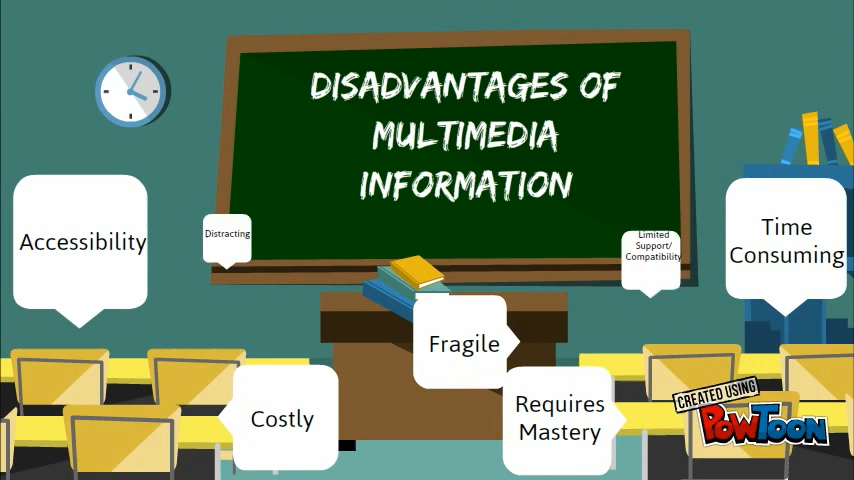 DISADVANTAGES OF
MULTIMEDIA
INFORMATION
Accessibility
Distracting
Limited
Support/
Compatibility
Time
Consuming
Fragile
Costly
Requires
Mastery
CREATED USING
POWTOON